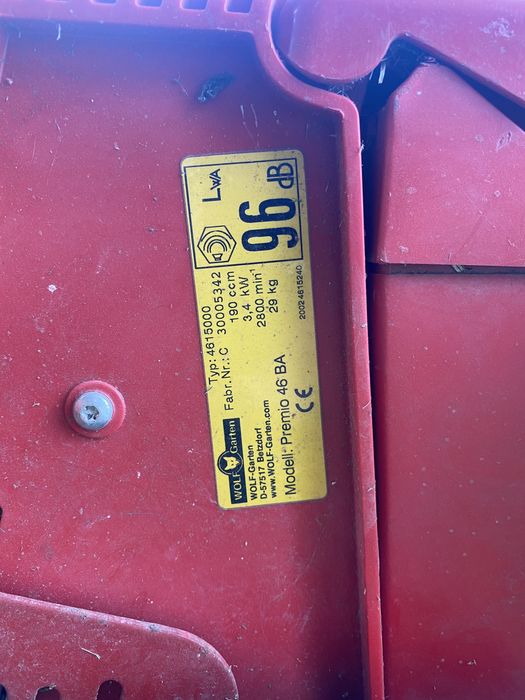 WOLF Garten
WOLF-Garten
D-57517 Betzdorf
www.WOLF-Garten.com
Modell: Premio 46 BA
Typ: 4615000
Fabr.Nr.: C 30005342
190 ccm
3,4 kW
2800 min⁻¹
29 kg
CE
20024615240
LWA
96 dB